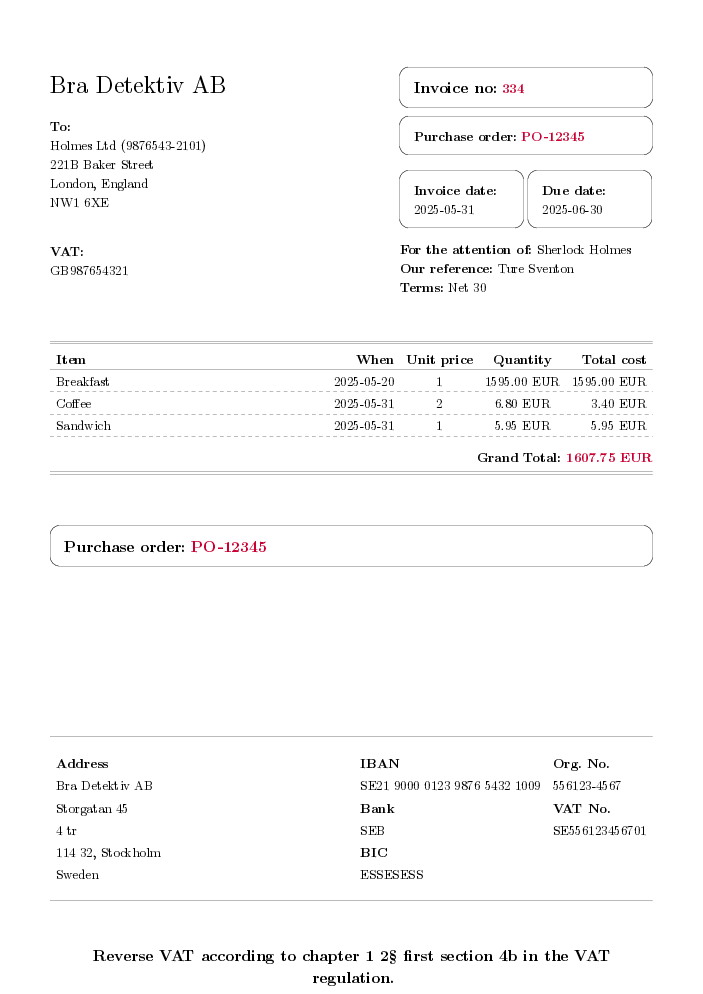 Bra Detektiv AB
Invoice no: 334
Purchase order: PO-12345
To:
Holmes Ltd (9876543-2101)
221B Baker Street
London, England
NW1 6XE
Invoice date:
2025-05-31
Due date:
2025-06-30
VAT:
GB987654321
For the attention of: Sherlock Holmes
Our reference: Ture Sventon
Terms: Net 30
Item When Unit price Quantity Total cost
Breakfast 2025-05-20 1 1595.00 EUR 1595.00 EUR
Coffee 2025-05-31 2 6.80 EUR 3.40 EUR
Sandwich 2025-05-31 1 5.95 EUR 5.95 EUR
Grand Total: 1607.75 EUR
Purchase order: PO-12345
Address IBAN Org. No.
Bra Detektiv AB SE21 9000 0123 9876 5432 1009 556123-4567
Storgatan 45 Bank VAT No.
4 tr SEB SE556123456701
114 32, Stockholm BIC
Sweden ESSESESS
Reverse VAT according to chapter 1 2§ first section 4b in the VAT
regulation.